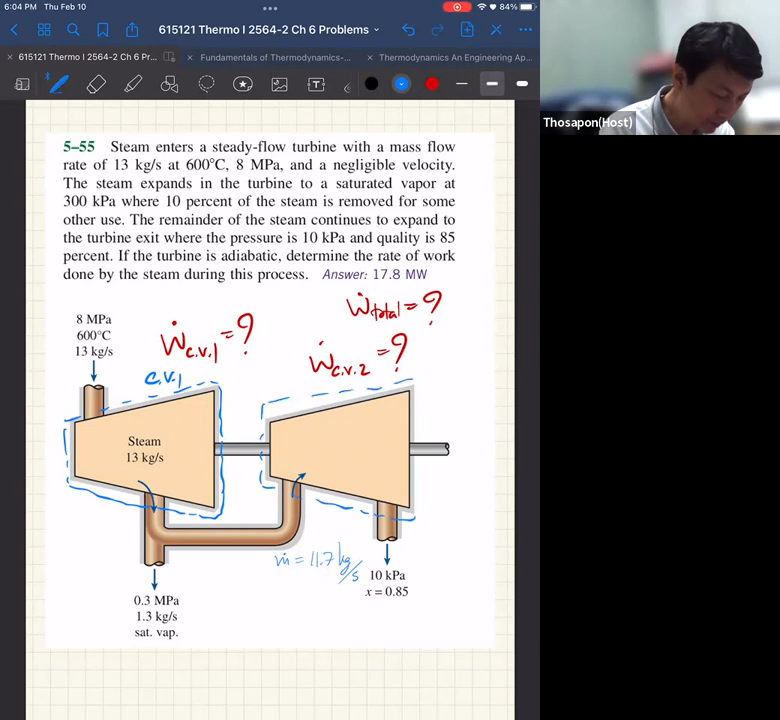 6:04 PM Thu Feb 10
84%
615121 Thermo I 2564-2 Ch 6 Problems
615121 Thermo I 2564-2 Ch 6 Pr...
Fundamentals of Thermodynamics-...
Thermodynamics An Engineering Ap...
Thosapon(Host)
5–55 Steam enters a steady-flow turbine with a mass flow
rate of 13 kg/s at 600°C, 8 MPa, and a negligible velocity.
The steam expands in the turbine to a saturated vapor at
300 kPa where 10 percent of the steam is removed for some
other use. The remainder of the steam continues to expand to
the turbine exit where the pressure is 10 kPa and quality is 85
percent. If the turbine is adiabatic, determine the rate of work
done by the steam during this process. Answer: 17.8 MW
Ẇtotal = ?
8 MPa
600°C
13 kg/s
Ẇc.v.1 = ?
Ẇc.v.2 = ?
c.v.1
Steam
13 kg/s
ṁ = 11.7 kg/s
10 kPa
x = 0.85
0.3 MPa
1.3 kg/s
sat. vap.